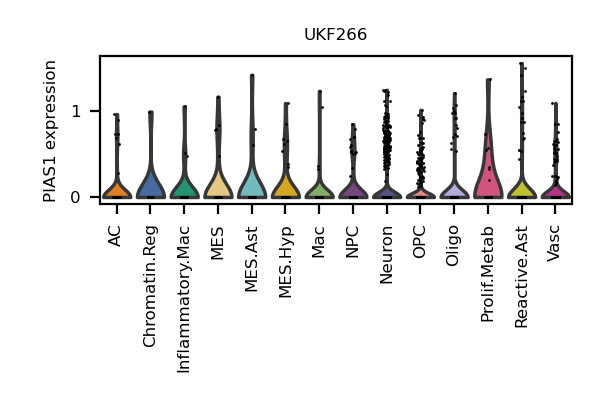 UKF266
PIAS1 expression
1
0
AC
Chromatin.Reg
Inflammatory.Mac
MES
MES.Ast
MES.Hyp
Mac
NPC
Neuron
OPC
Oligo
Prolif.Metab
Reactive.Ast
Vasc